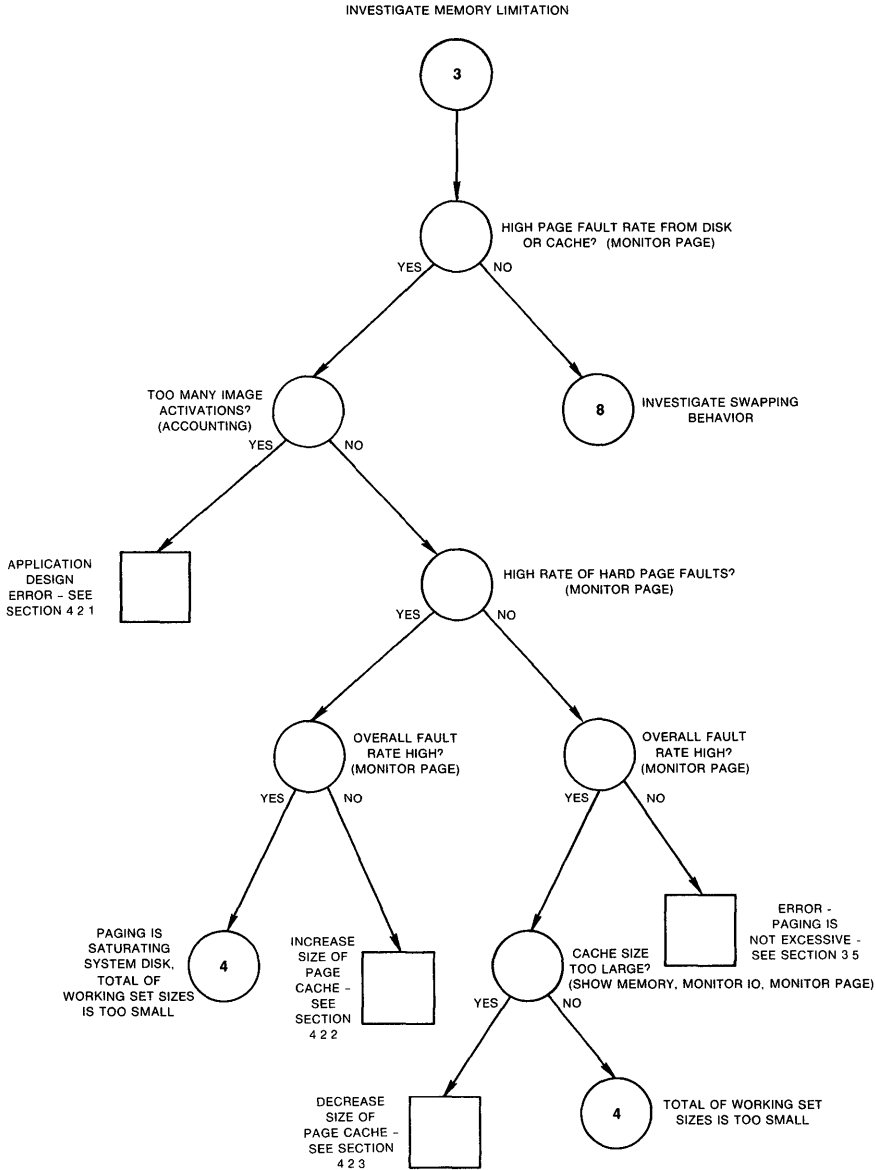 INVESTIGATE MEMORY LIMITATION
3
HIGH PAGE FAULT RATE FROM DISK
OR CACHE? (MONITOR PAGE)
YES
NO
TOO MANY IMAGE
ACTIVATIONS?
(ACCOUNTING)
8
INVESTIGATE SWAPPING
BEHAVIOR
YES
NO
APPLICATION
DESIGN
ERROR - SEE
SECTION 4 2 1
HIGH RATE OF HARD PAGE FAULTS?
(MONITOR PAGE)
YES
NO
OVERALL FAULT
RATE HIGH?
(MONITOR PAGE)
OVERALL FAULT
RATE HIGH?
(MONITOR PAGE)
YES
NO
YES
NO
PAGING IS
SATURATING
SYSTEM DISK,
TOTAL OF
WORKING SET SIZES
IS TOO SMALL
4
INCREASE
SIZE OF
PAGE
CACHE -
SEE
SECTION
4 2 2
CACHE SIZE
TOO LARGE?
(SHOW MEMORY, MONITOR IO, MONITOR PAGE)
ERROR -
PAGING IS
NOT EXCESSIVE -
SEE SECTION 3 5
YES
NO
DECREASE
SIZE OF
PAGE CACHE -
SEE SECTION
4 2 3
4
TOTAL OF WORKING SET
SIZES IS TOO SMALL